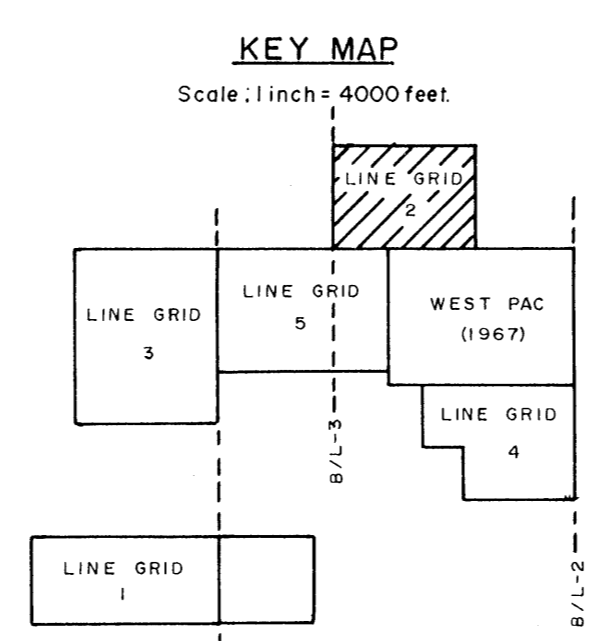 KEY MAP
Scale; 1 inch = 4000 feet.
LINE GRID
2
LINE GRID
3
LINE GRID
5
WEST PAC
(1967)
LINE GRID
4
B/L-3
B/L-2
LINE GRID
1